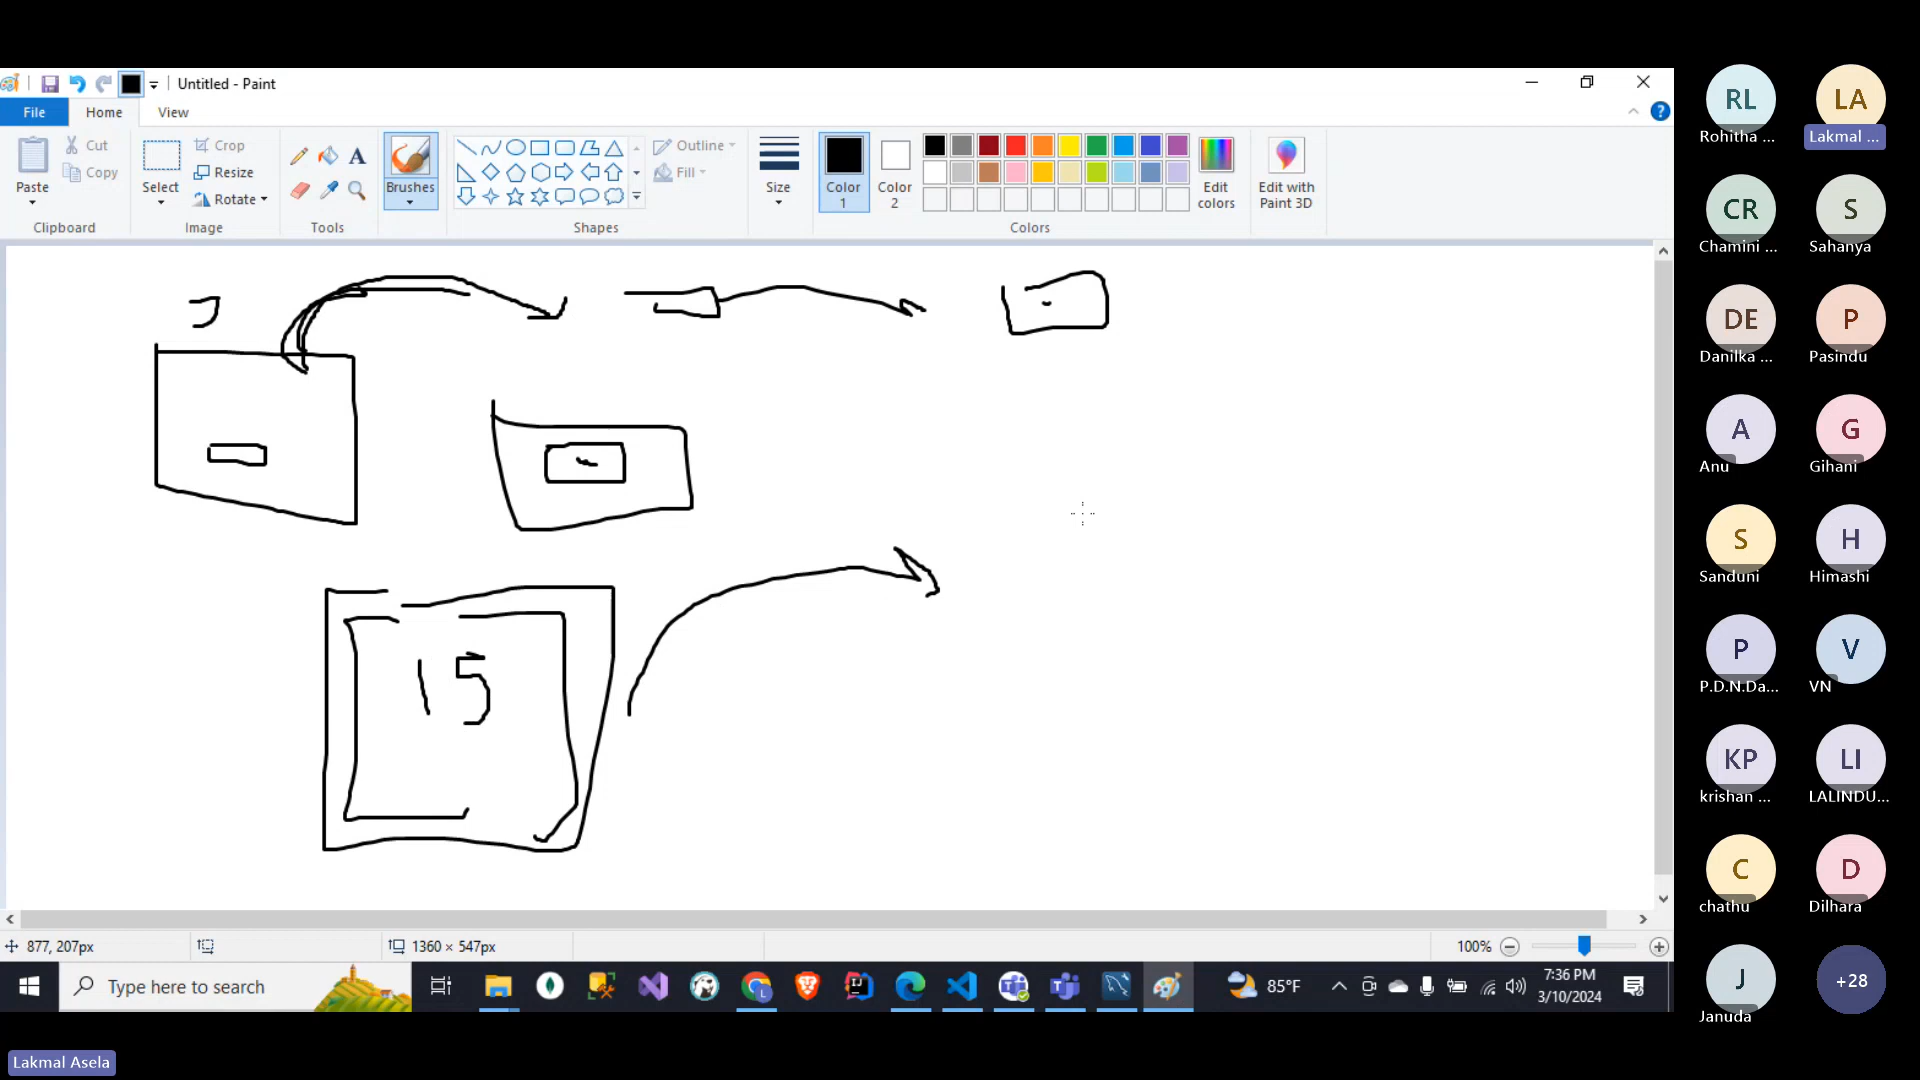 Untitled - Paint
File Home View
Paste Cut Copy Select Crop Resize Rotate Brushes Outline Fill Size Color 1 Color 2 Edit colors Edit with Paint 3D
Clipboard Image Tools Shapes Colors
15
877, 207px 1360 × 547px 100%
Type here to search 85°F 7:36 PM 3/10/2024
Lakmal Asela
RL LA
Rohitha ... Lakmal ...
CR S
Chamini ... Sahanya
DE P
Danilka ... Pasindu
A G
Anu Gihani
S H
Sanduni Himashi
P V
P.D.N.Da... VN
KP LI
krishan ... LALINDU...
C D
chathu Dilhara
J +28
Januda